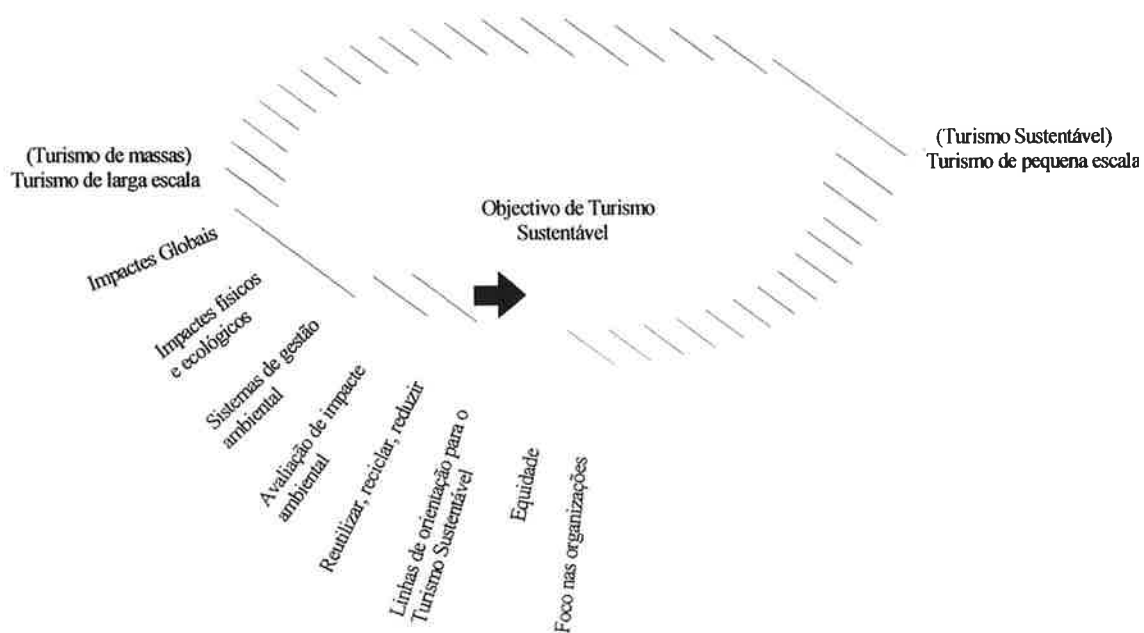 (Turismo de massas)
Turismo de larga escala
(Turismo Sustentável)
Turismo de pequena escala
Objectivo de Turismo
Sustentável
Impactes Globais
Impactes físicos
e ecológicos
Sistemas de gestão
ambiental
Avaliação de impacte
ambiental
Reutilizar, reciclar, reduzir
Linhas de orientação para o
Turismo Sustentável
Equidade
Foco nas organizações